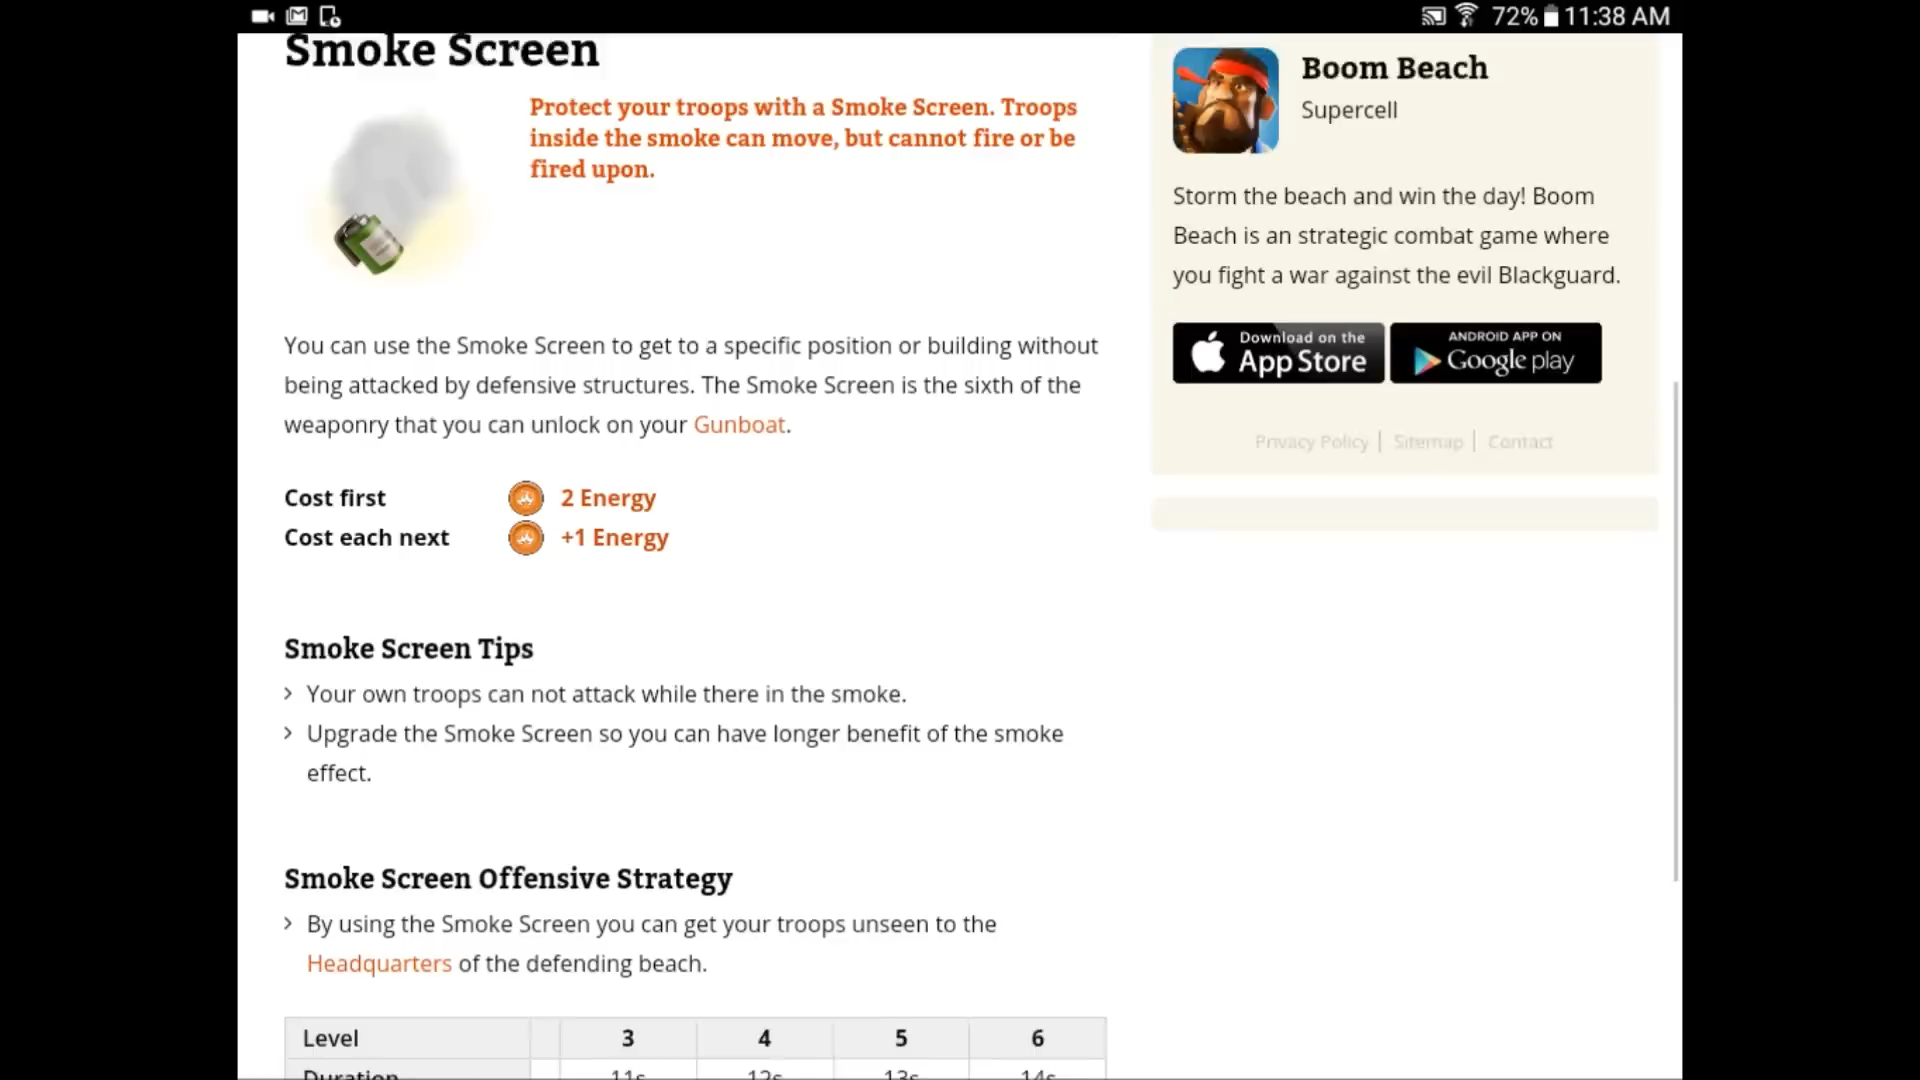 72% 11:38 AM
Smoke Screen
Protect your troops with a Smoke Screen. Troops
inside the smoke can move, but cannot fire or be
fired upon.
You can use the Smoke Screen to get to a specific position or building without
being attacked by defensive structures. The Smoke Screen is the sixth of the
weaponry that you can unlock on your Gunboat.
Cost first 2 Energy
Cost each next +1 Energy
Smoke Screen Tips
Your own troops can not attack while there in the smoke.
Upgrade the Smoke Screen so you can have longer benefit of the smoke
effect.
Smoke Screen Offensive Strategy
By using the Smoke Screen you can get your troops unseen to the
Headquarters of the defending beach.
Level 3 4 5 6
Duration 11s 12s 13s 14s
Boom Beach
Supercell
Storm the beach and win the day! Boom
Beach is an strategic combat game where
you fight a war against the evil Blackguard.
Download on the
App Store
ANDROID APP ON
Google play
Privacy Policy | Sitemap | Contact